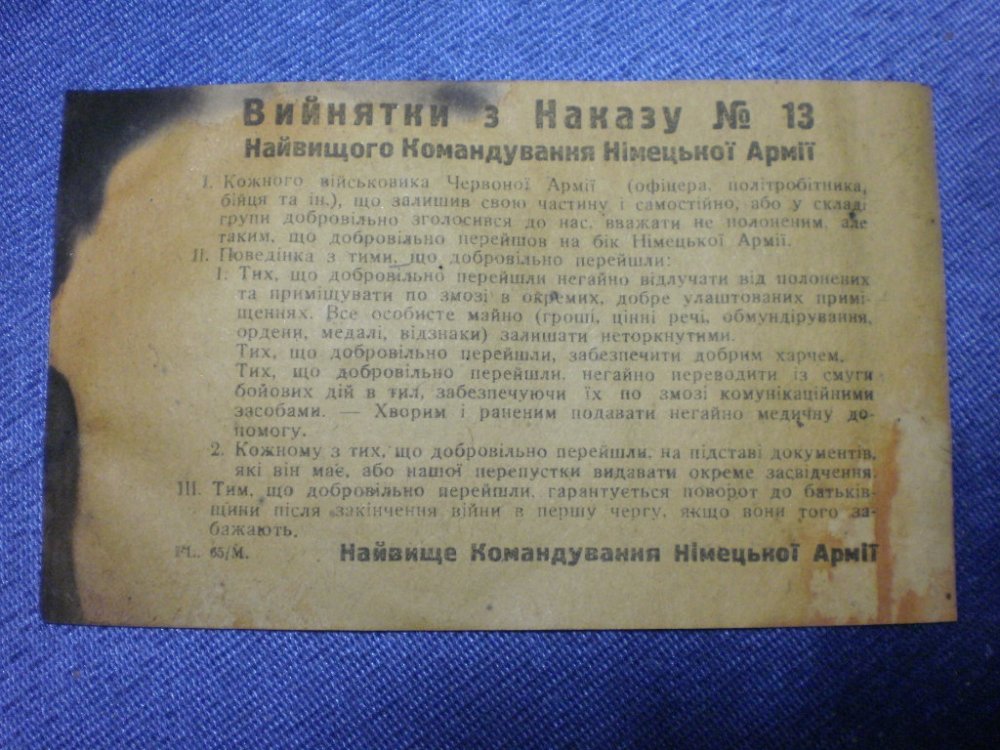 Вийнятки з Наказу № 13
Найвищого Командування Німецької Армії
I. Кожного військовика Червоної Армії (офіцера, політробітника,
бійця та ін.), що залишив свою частину і самостійно, або у складі
групи добровільно зголосився до нас, вважати не полоненим, але
таким, що добровільно перейшов на бік Німецької Армії.
II. Поведінка з тими, що добровільно перейшли:
1. Тих, що добровільно перейшли негайно відлучати від полонених
та приміщувати по змозі в окремих, добре улаштованих примі-
щеннях. Все особисте майно (гроші, цінні речі, обмундірування,
ордени, медалі, відзнаки) залишати неторкнутими.
Тих, що добровільно перейшли, забезпечити добрим харчем.
Тих, що добровільно перейшли, негайно переводити із смуги
бойових дій в тил, забезпечуючи їх по змозі комунікаційними
засобами. — Хворим і раненим подавати негайно медичну до-
помогу.
2. Кожному з тих, що добровільно перейшли, на підставі документів,
які він має, або нашої перепустки видавати окреме засвідчення.
III. Тим, що добровільно перейшли, гарантується поворот до батьків-
щини після закінчення війни в першу чергу, якщо вони того за-
бажають.
FL. 65/M. Найвище Командування Німецької Армії